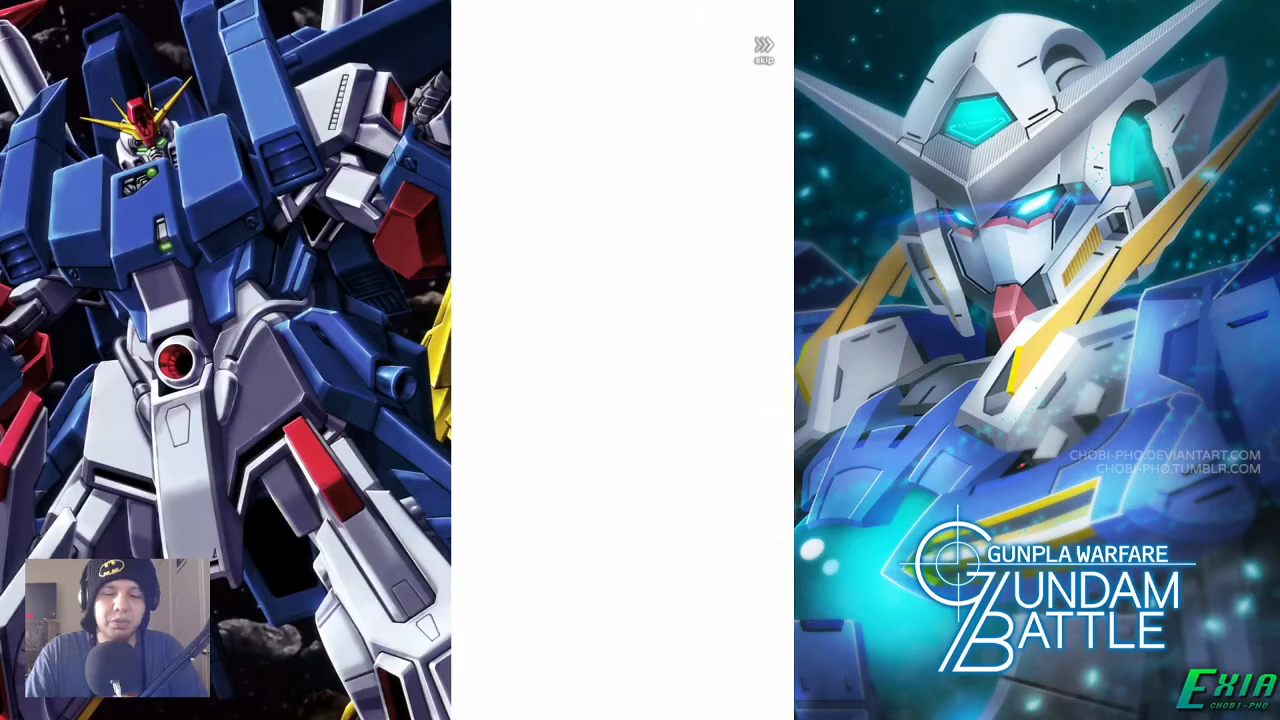 skip
CHOBI-PHO.DEVIANTART.COM
CHOBI-PHO.TUMBLR.COM
GUNPLA WARFARE
GUNDAM
BATTLE
EXIA
CHOBI-PHO